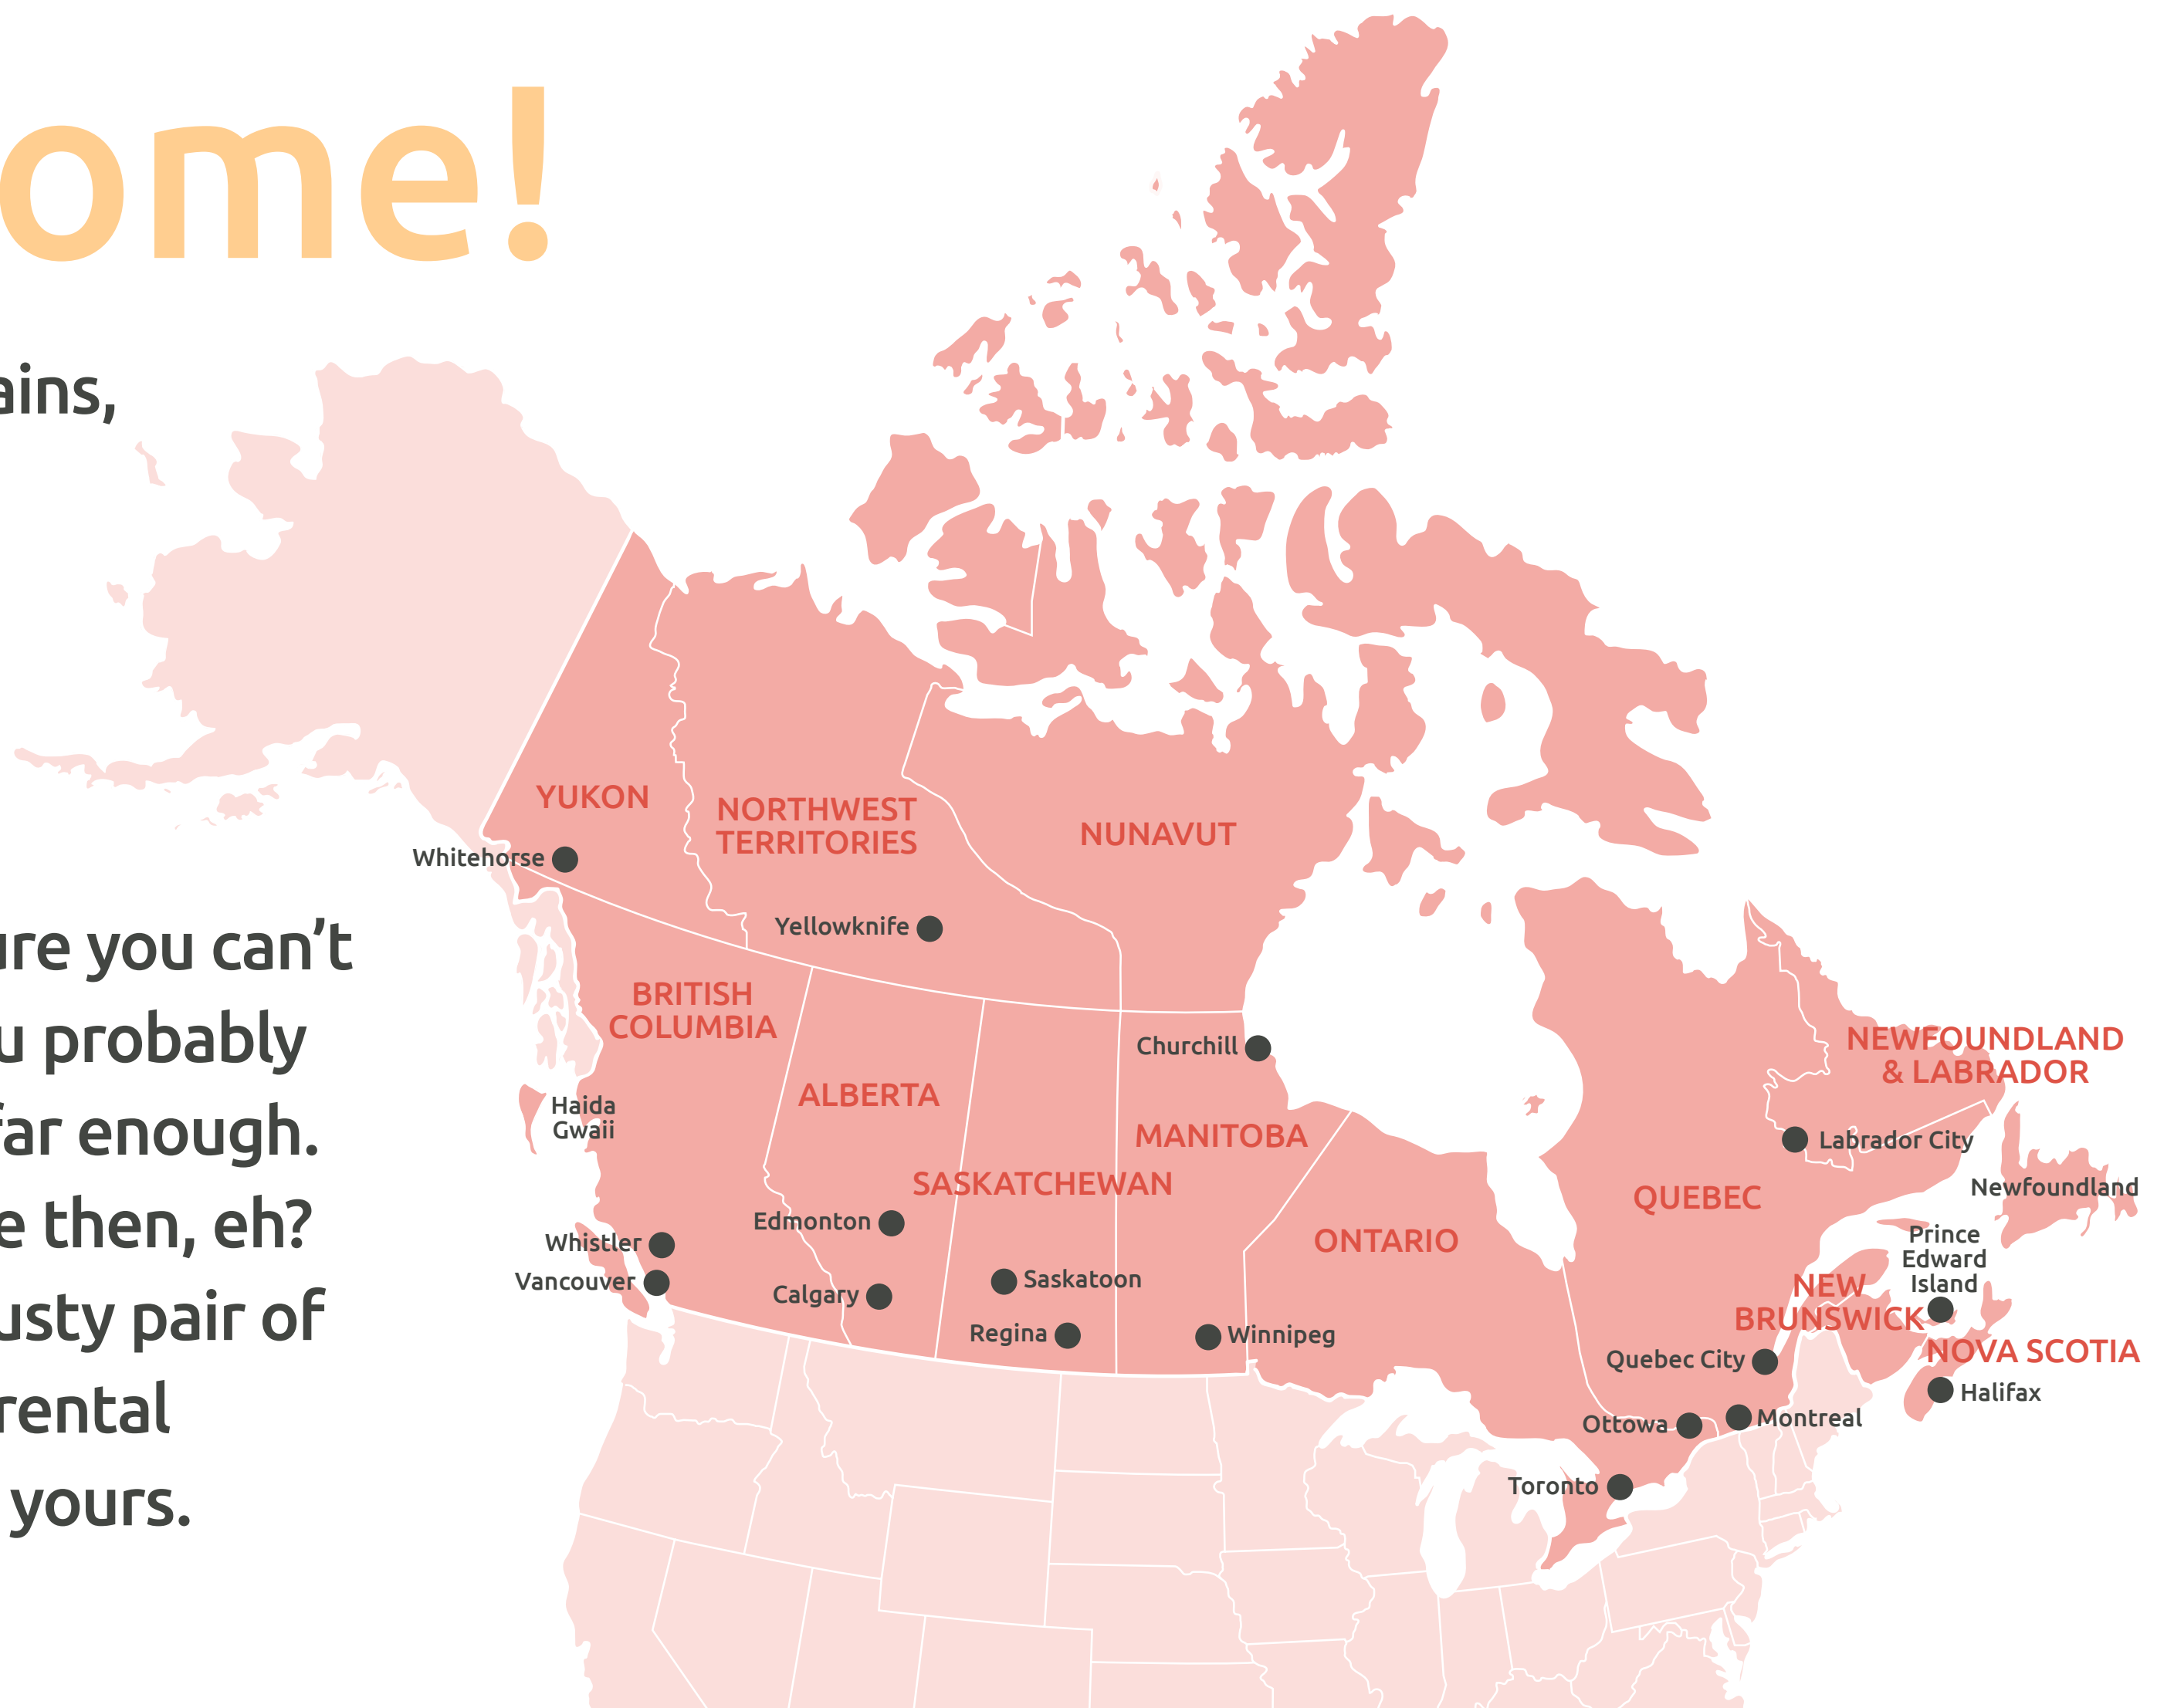 ome!
ains,
ure you can’t
u probably
far enough.
e then, eh?
usty pair of
rental
yours.
YUKON
Whitehorse
NORTHWEST
TERRITORIES
Yellowknife
NUNAVUT
BRITISH
COLUMBIA
Haida
Gwaii
Whistler
Vancouver
ALBERTA
Edmonton
Calgary
SASKATCHEWAN
Saskatoon
Regina
Churchill
MANITOBA
Winnipeg
ONTARIO
Ottowa
Toronto
QUEBEC
Quebec City
Montreal
NEWFOUNDLAND
& LABRADOR
Labrador City
Newfoundland
Prince
Edward
Island
NEW
BRUNSWICK
NOVA SCOTIA
Halifax